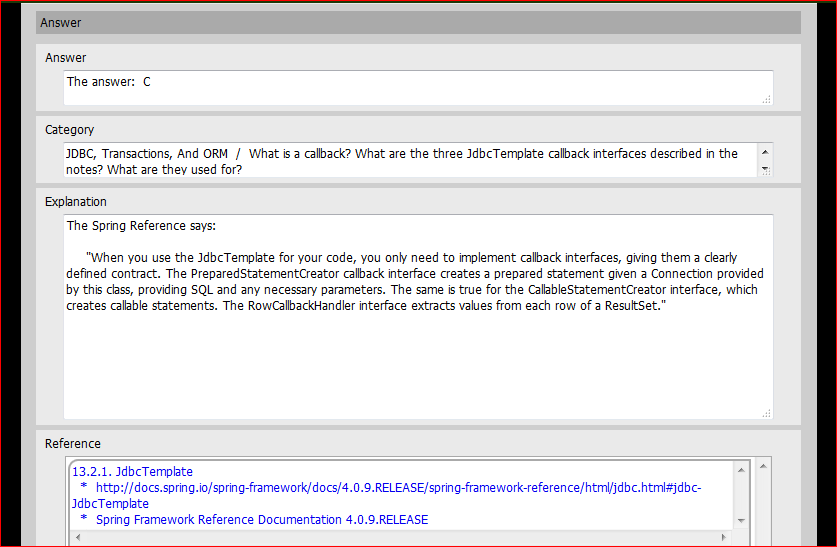 Answer
Answer
The answer:  C
Category
JDBC, Transactions, And ORM  /  What is a callback? What are the three JdbcTemplate callback interfaces described in the
notes? What are they used for?
Explanation
The Spring Reference says:
"When you use the JdbcTemplate for your code, you only need to implement callback interfaces, giving them a clearly
defined contract. The PreparedStatementCreator callback interface creates a prepared statement given a Connection provided
by this class, providing SQL and any necessary parameters. The same is true for the CallableStatementCreator interface, which
creates callable statements. The RowCallbackHandler interface extracts values from each row of a ResultSet."
Reference
13.2.1. JdbcTemplate
*  http://docs.spring.io/spring-framework/docs/4.0.9.RELEASE/spring-framework-reference/html/jdbc.html#jdbc-
JdbcTemplate
*  Spring Framework Reference Documentation 4.0.9.RELEASE